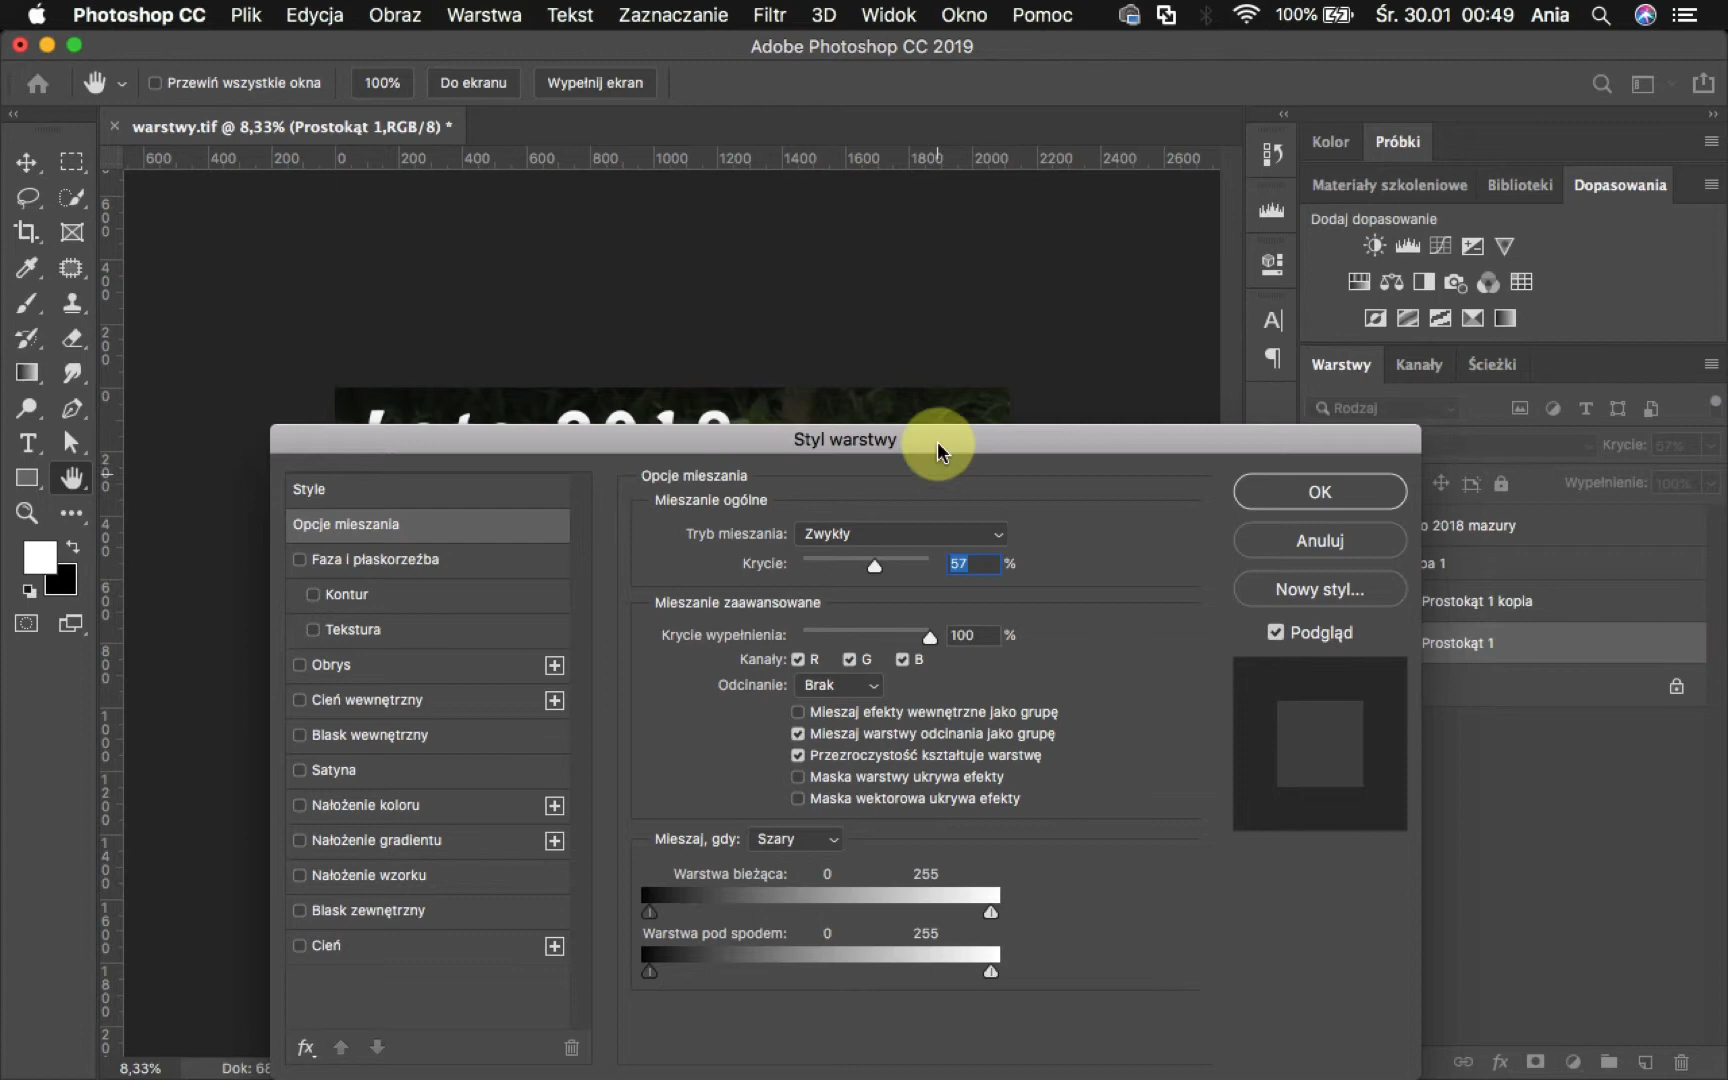 Photoshop CC Plik Edycja Obraz Warstwa Tekst Zaznaczanie Filtr 3D Widok Okno Pomoc 100% Śr. 30.01 00:49 Ania
Adobe Photoshop CC 2019
Przewiń wszystkie okna 100% Do ekranu Wypełnij ekran
warstwy.tif @ 8,33% (Prostokąt 1,RGB/8) *
600 400 200 0 200 400 600 800 1000 1200 1400 1600 1800 2000 2200 2400 2600
Kolor Próbki
Materiały szkoleniowe Biblioteki Dopasowania
Dodaj dopasowanie
Warstwy Kanały Ścieżki
Rodzaj
Krycie: 57%
Wypełnienie: 100%
o 2018 mazury
pa 1
Prostokąt 1 kopia
Prostokąt 1
Lato 2018
Styl warstwy
Style
Opcje mieszania
Faza i płaskorzeźba
Kontur
Tekstura
Obrys
Cień wewnętrzny
Blask wewnętrzny
Satyna
Nałożenie koloru
Nałożenie gradientu
Nałożenie wzorku
Blask zewnętrzny
Cień
fx
Opcje mieszania
Mieszanie ogólne
Tryb mieszania: Zwykły
Krycie: 57 %
Mieszanie zaawansowane
Krycie wypełnienia: 100 %
Kanały: R G B
Odcinanie: Brak
Mieszaj efekty wewnętrzne jako grupę
Mieszaj warstwy odcinania jako grupę
Przezroczystość kształtuje warstwę
Maska warstwy ukrywa efekty
Maska wektorowa ukrywa efekty
Mieszaj, gdy: Szary
Warstwa bieżąca: 0 255
Warstwa pod spodem: 0 255
OK
Anuluj
Nowy styl...
Podgląd
8,33% Dok: 68
fx